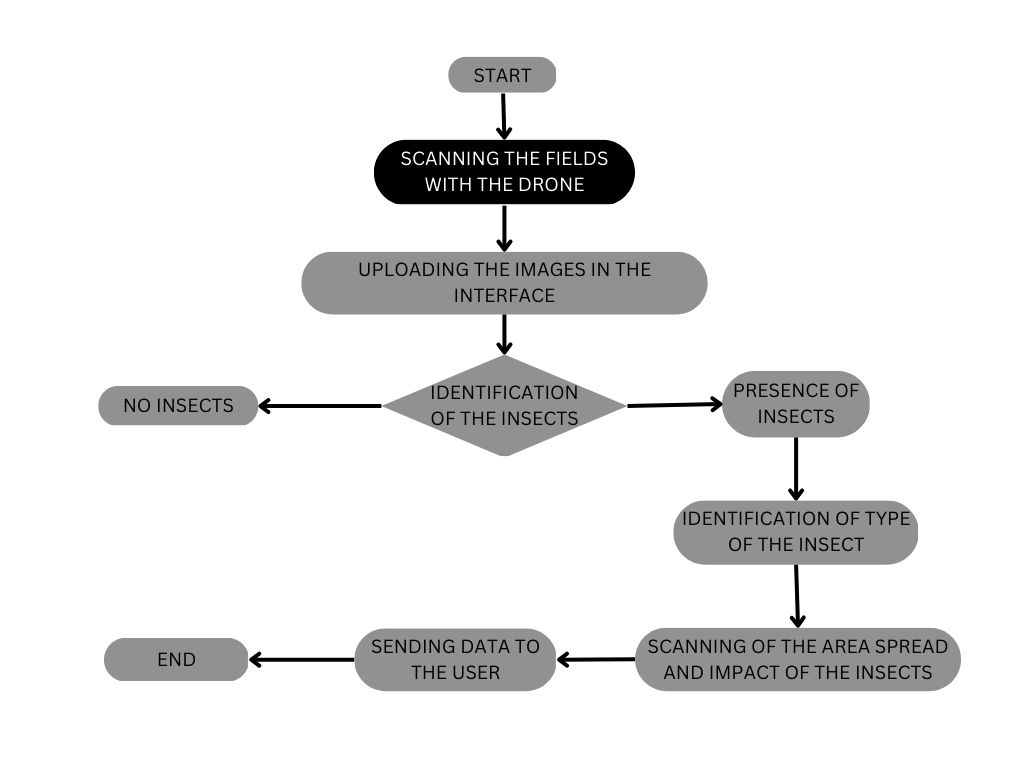 START
SCANNING THE FIELDS
WITH THE DRONE
UPLOADING THE IMAGES IN THE
INTERFACE
IDENTIFICATION
OF THE INSECTS
NO INSECTS
PRESENCE OF
INSECTS
IDENTIFICATION OF TYPE
OF THE INSECT
SCANNING OF THE AREA SPREAD
AND IMPACT OF THE INSECTS
SENDING DATA TO
THE USER
END